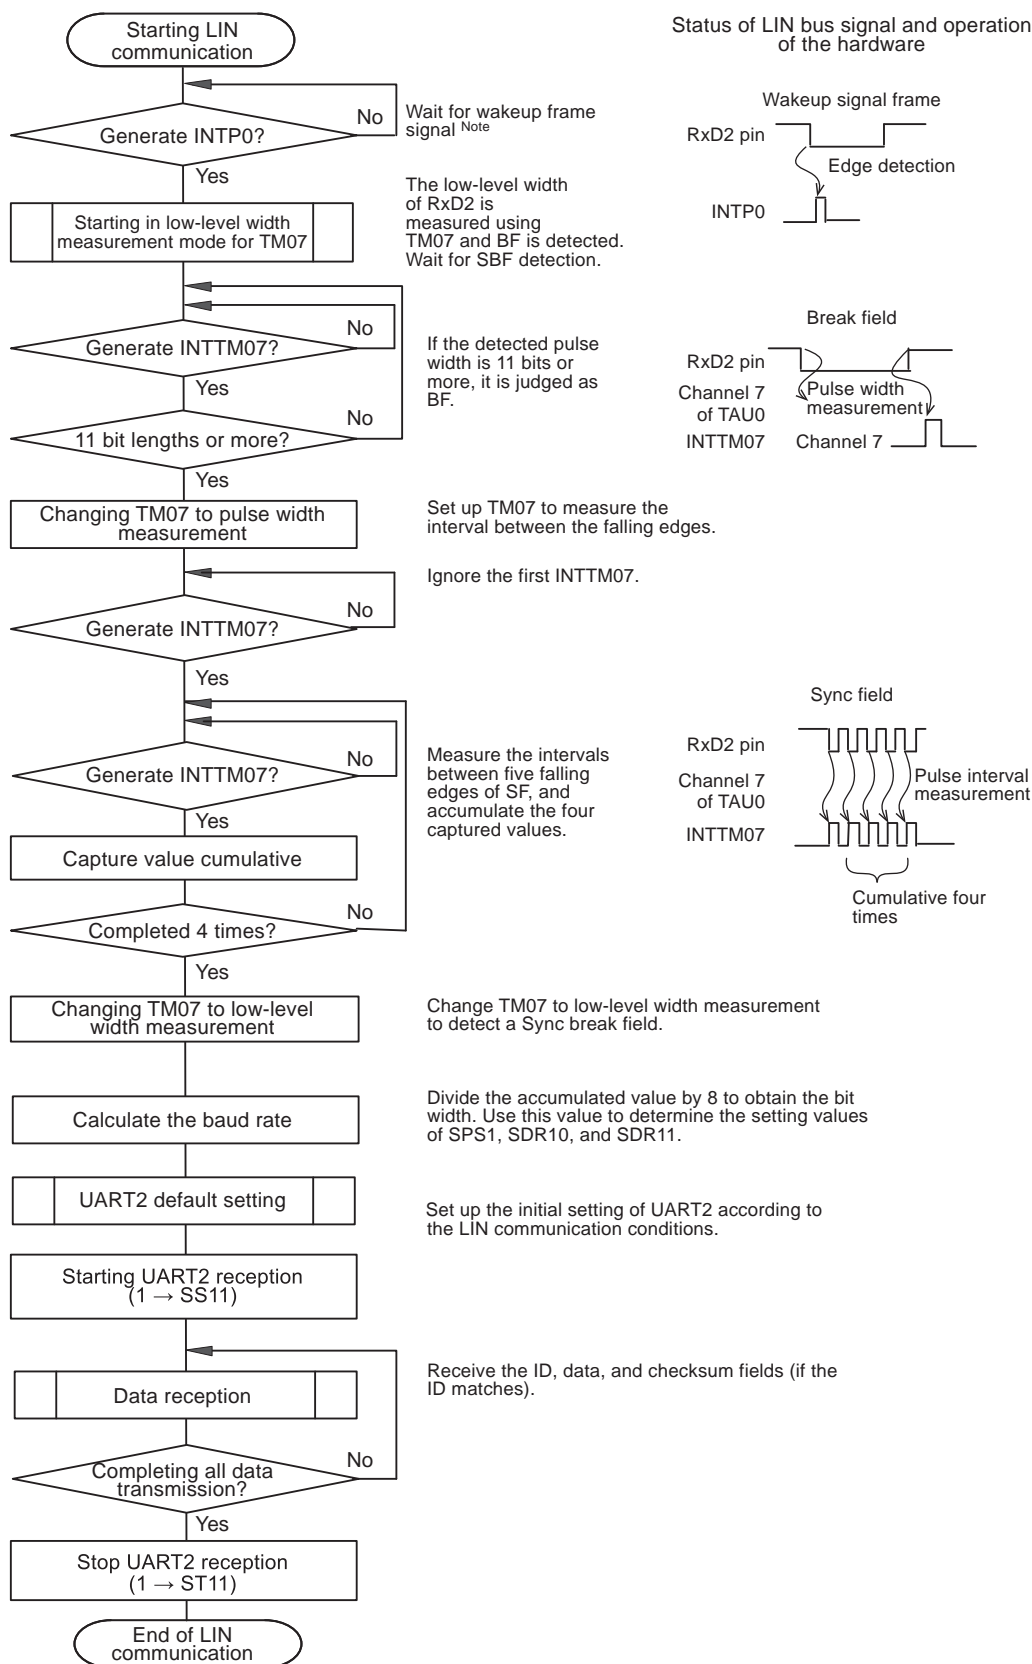 Starting LIN
communication
Status of LIN bus signal and operation
of the hardware
No
Wait for wakeup frame
signal Note
Generate INTP0?
Yes
Wakeup signal frame
RxD2 pin
Edge detection
INTP0
Starting in low-level width
measurement mode for TM07
The low-level width
of RxD2 is
measured using
TM07 and BF is detected.
Wait for SBF detection.
No
Generate INTTM07?
Yes
If the detected pulse
width is 11 bits or
more, it is judged as
BF.
No
11 bit lengths or more?
Yes
Break field
RxD2 pin
Channel 7
of TAU0
Pulse width
measurement
INTTM07
Channel 7
Changing TM07 to pulse width
measurement
Set up TM07 to measure the
interval between the falling edges.
Ignore the first INTTM07.
No
Generate INTTM07?
Yes
No
Generate INTTM07?
Yes
Measure the intervals
between five falling
edges of SF, and
accumulate the four
captured values.
Sync field
RxD2 pin
Channel 7
of TAU0
Pulse interval
measurement
INTTM07
Cumulative four
times
Capture value cumulative
No
Completed 4 times?
Yes
Changing TM07 to low-level
width measurement
Change TM07 to low-level width measurement
to detect a Sync break field.
Calculate the baud rate
Divide the accumulated value by 8 to obtain the bit
width. Use this value to determine the setting values
of SPS1, SDR10, and SDR11.
UART2 default setting
Set up the initial setting of UART2 according to
the LIN communication conditions.
Starting UART2 reception
(1 → SS11)
Data reception
Receive the ID, data, and checksum fields (if the
ID matches).
No
Completing all data
transmission?
Yes
Stop UART2 reception
(1 → ST11)
End of LIN
communication